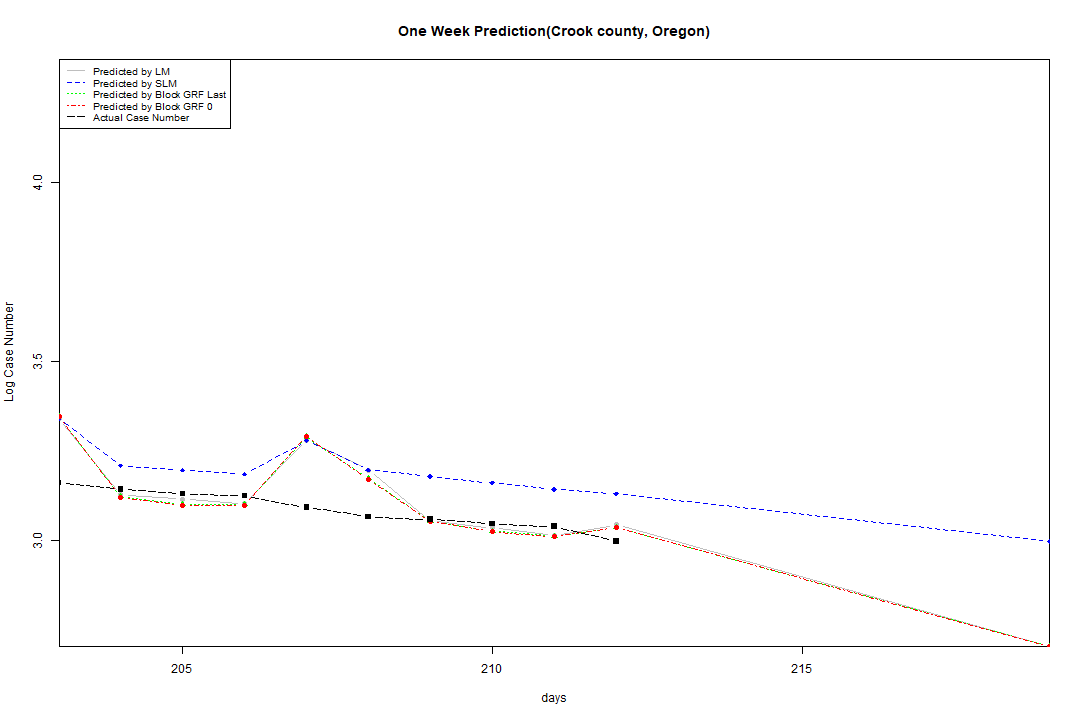 One Week Prediction(Crook county, Oregon)
Predicted by LM
Predicted by SLM
Predicted by Block GRF Last
Predicted by Block GRF 0
Actual Case Number
4.0
3.5
3.0
Log Case Number
205 210 215
days